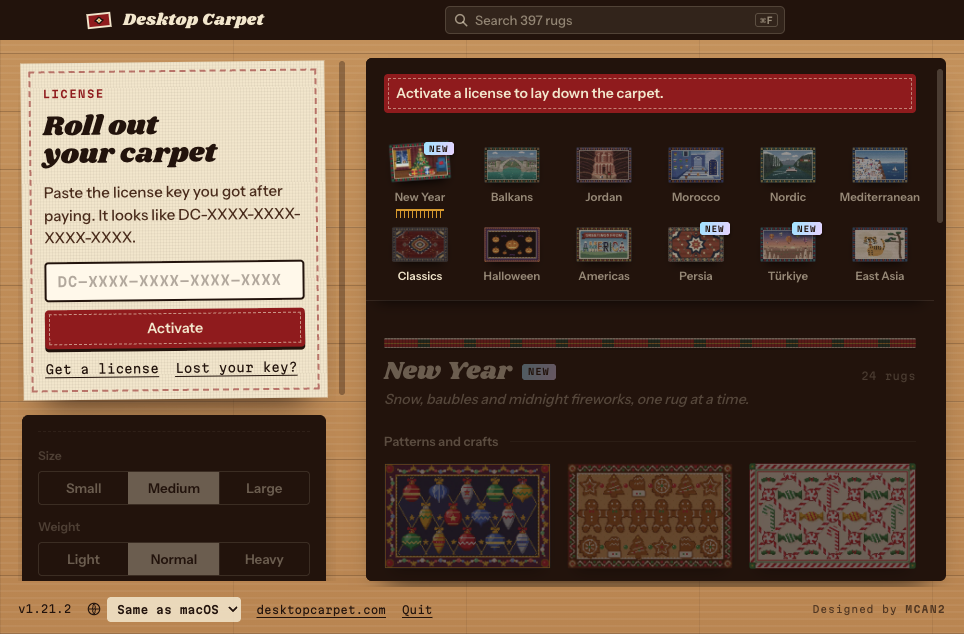 Desktop Carpet
Search 397 rugs
⌘F
LICENSE
Roll out
your carpet
Paste the license key you got after
paying. It looks like DC-XXXX-XXXX-
XXXX-XXXX.
DC-XXXX-XXXX-XXXX-XXXX
Activate
Get a license Lost your key?
Size
Small Medium Large
Weight
Light Normal Heavy
Activate a license to lay down the carpet.
NEW
New Year Balkans Jordan Morocco Nordic Mediterranean
NEW NEW
Classics Halloween Americas Persia Türkiye East Asia
New Year NEW
24 rugs
Snow, baubles and midnight fireworks, one rug at a time.
Patterns and crafts
v1.21.2 Same as macOS desktopcarpet.com Quit
Designed by MCAN2